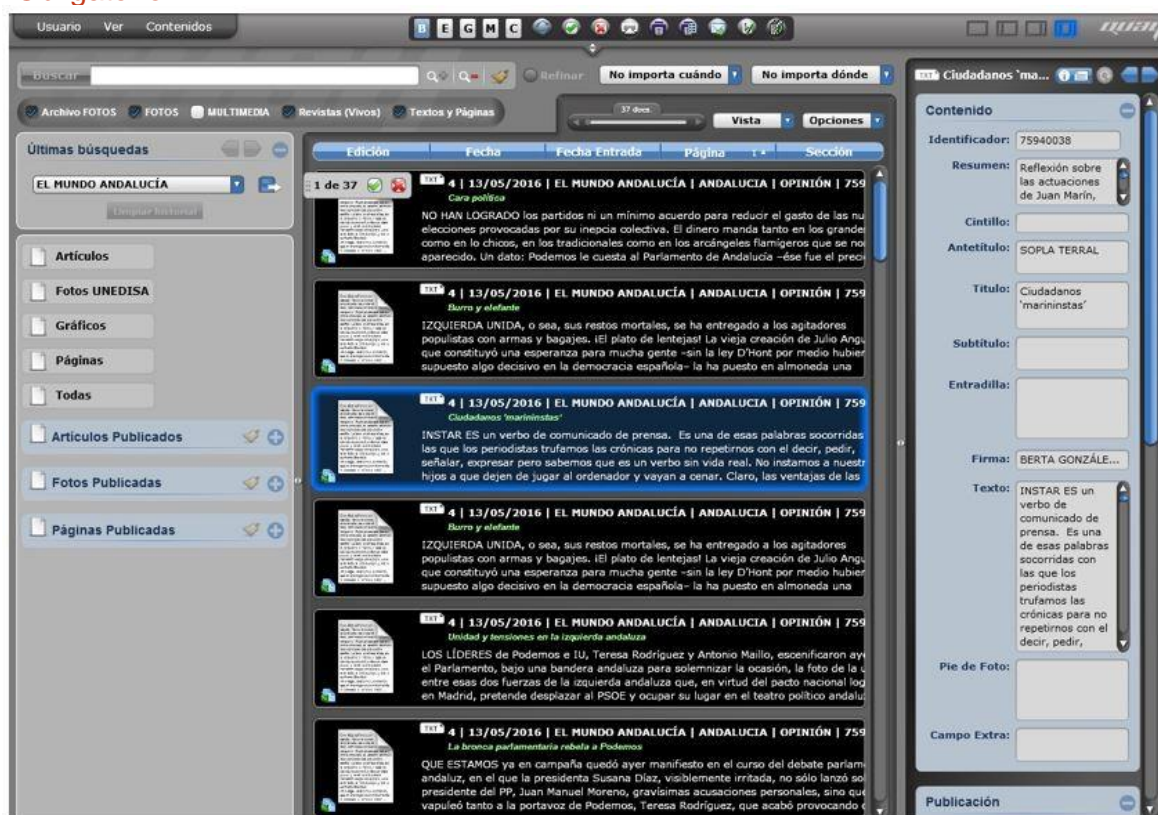 Usuario Ver Contenidos
B E G M C
Buscar
Refinar
No importa cuándo
No importa dónde
Archivo FOTOS
FOTOS
MULTIMEDIA
Revistas (Vivos)
Textos y Páginas
37 docs.
Vista
Opciones
Últimas búsquedas
EL MUNDO ANDALUCÍA
Limpiar historial
Artículos
Fotos UNEDISA
Gráficos
Páginas
Todas
Articulos Publicados
Fotos Publicadas
Páginas Publicadas
Edición Fecha Fecha Entrada Página Sección
1 de 37
TXT 4 | 13/05/2016 | EL MUNDO ANDALUCÍA | ANDALUCIA | OPINIÓN | 759
Cara política
NO HAN LOGRADO los partidos ni un mínimo acuerdo para reducir el gasto de las nu
elecciones provocadas por su inepcia colectiva. El dinero manda tanto en los grande
como en lo chicos, en los tradicionales como en los arcángeles flamígeros que se no
aparecido. Un dato: Podemos le cuesta al Parlamento de Andalucía –ése fue el preci
TXT 4 | 13/05/2016 | EL MUNDO ANDALUCÍA | ANDALUCIA | OPINIÓN | 759
Burro y elefante
IZQUIERDA UNIDA, o sea, sus restos mortales, se ha entregado a los agitadores
populistas con armas y bagajes. ¡El plato de lentejas! La vieja creación de Julio Angu
que constituyó una esperanza para mucha gente –sin la ley D'Hont por medio hubier
supuesto algo decisivo en la democracia española– la ha puesto en almoneda una
TXT 4 | 13/05/2016 | EL MUNDO ANDALUCÍA | ANDALUCIA | OPINIÓN | 759
Ciudadanos 'marininstas'
INSTAR ES un verbo de comunicado de prensa. Es una de esas palabras socorridas
las que los periodistas trufamos las crónicas para no repetirnos con el decir, pedir,
señalar, expresar pero sabemos que es un verbo sin vida real. No instamos a nuestr
hijos a que dejen de jugar al ordenador y vayan a cenar. Claro, las ventajas de las
TXT 4 | 13/05/2016 | EL MUNDO ANDALUCÍA | ANDALUCIA | OPINIÓN | 759
Burro y elefante
IZQUIERDA UNIDA, o sea, sus restos mortales, se ha entregado a los agitadores
populistas con armas y bagajes. ¡El plato de lentejas! La vieja creación de Julio Angu
que constituyó una esperanza para mucha gente –sin la ley D'Hont por medio hubier
supuesto algo decisivo en la democracia española– la ha puesto en almoneda una
TXT 4 | 13/05/2016 | EL MUNDO ANDALUCÍA | ANDALUCIA | OPINIÓN | 759
Unidad y tensiones en la izquierda andaluza
LOS LÍDERES de Podemos e IU, Teresa Rodríguez y Antonio Maillo, escenificaron aye
el Parlamento, bajo una bandera andaluza para solemnizar la ocasión, la foto de la u
entre esas dos fuerzas de la izquierda andaluza que, en virtud del pacto nacional log
en Madrid, pretende desplazar al PSOE y ocupar su lugar en el teatro político andalu
TXT 4 | 13/05/2016 | EL MUNDO ANDALUCÍA | ANDALUCIA | OPINIÓN | 759
La bronca parlamentaria rebela a Podemos
QUE ESTAMOS ya en campaña quedó ayer manifiesto en el curso del debate parlam
andaluz, en el que la presidenta Susana Díaz, visiblemente irritada, no sólo lanzó so
presidente del PP, Juan Manuel Moreno, gravísimas acusaciones personales, sino que
vapuleó tanto a la portavoz de Podemos, Teresa Rodríguez, que acabó provocando
TXT Ciudadanos 'ma...
Contenido
Identificador: 75940038
Resumen: Reflexión sobre
las actuaciones
de Juan Marín,
Cintillo:
Antetítulo: SOPLA TERRAL
Título: Ciudadanos
'marininstas'
Subtítulo:
Entradilla:
Firma: BERTA GONZÁLE...
Texto: INSTAR ES un
verbo de
comunicado de
prensa. Es una
de esas palabras
socorridas con
las que los
periodistas
trufamos las
crónicas para no
repetirnos con el
decir, pedir,
Pie de Foto:
Campo Extra:
Publicación